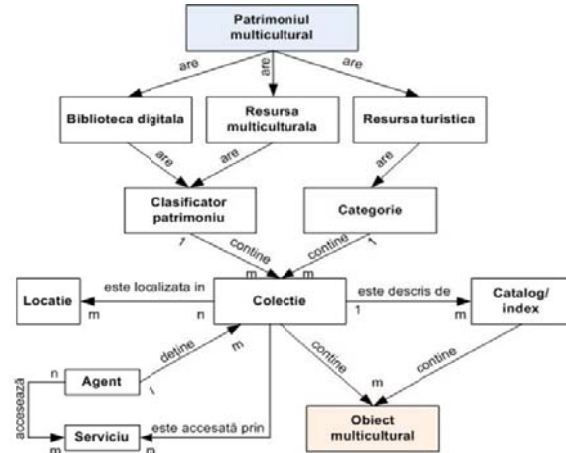 Patrimoniul
multicultural
are
are
are
Biblioteca digitala
Resursa
multiculturala
Resursa turistica
are
are
are
Clasificator
patrimoniu
Categorie
1
contine
m
contine
1
m
Locatie
este localizata in
m
n
Colectie
este descris de
1
m
Catalog/
index
deține
m
contine
m
contine
n
Agent
1
accesează
Obiect
multicultural
m
Serviciu
n
este accesată prin